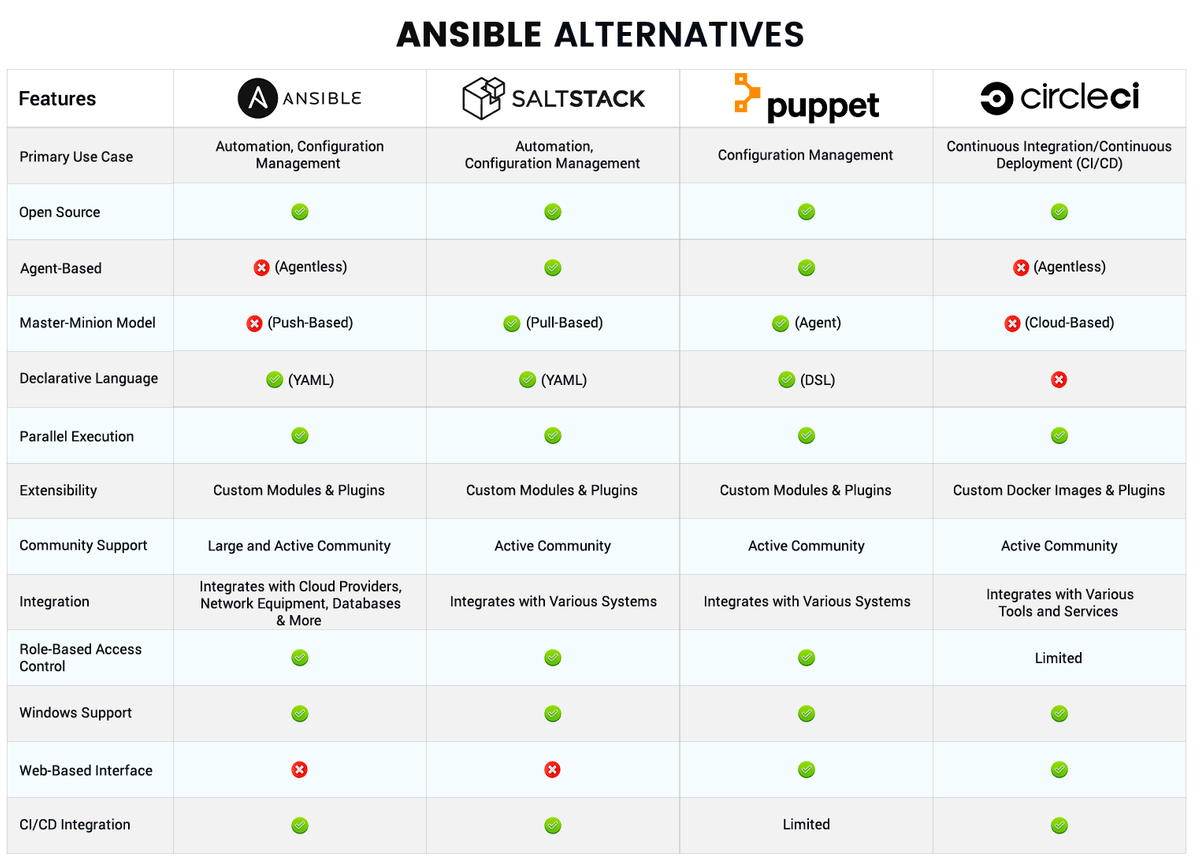 ANSIBLE ALTERNATIVES
Features
ANSIBLE
SALTSTACK
puppet
circleci
Primary Use Case
Automation, Configuration
Management
Automation,
Configuration Management
Configuration Management
Continuous Integration/Continuous
Deployment (CI/CD)
Open Source
Agent-Based
(Agentless)
(Agentless)
Master-Minion Model
(Push-Based)
(Pull-Based)
(Agent)
(Cloud-Based)
Declarative Language
(YAML)
(YAML)
(DSL)
Parallel Execution
Extensibility
Custom Modules & Plugins
Custom Modules & Plugins
Custom Modules & Plugins
Custom Docker Images & Plugins
Community Support
Large and Active Community
Active Community
Active Community
Active Community
Integration
Integrates with Cloud Providers,
Network Equipment, Databases
& More
Integrates with Various Systems
Integrates with Various Systems
Integrates with Various
Tools and Services
Role-Based Access
Control
Limited
Windows Support
Web-Based Interface
CI/CD Integration
Limited